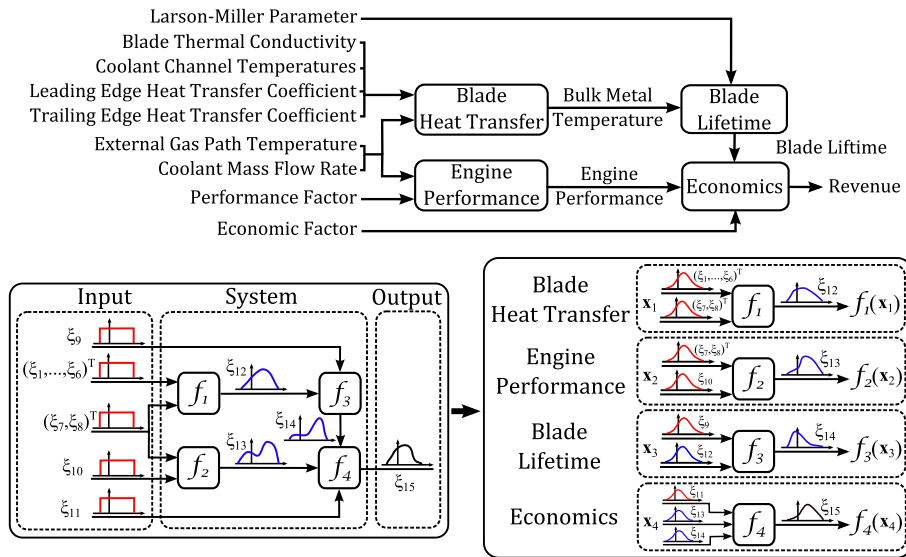 Larson-Miller Parameter
Blade Thermal Conductivity
Coolant Channel Temperatures
Leading Edge Heat Transfer Coefficient
Trailing Edge Heat Transfer Coefficient
External Gas Path Temperature
Coolant Mass Flow Rate
Performance Factor
Economic Factor
Blade
Heat Transfer
Bulk Metal
Temperature
Blade
Lifetime
Blade Liftime
Engine
Performance
Engine
Performance
Economics
Revenue
Input
System
Output
ξ9
(ξ1,...,ξ6)ᵀ
(ξ7,ξ8)ᵀ
ξ10
ξ11
f1
f2
ξ12
ξ13
ξ14
f3
f4
ξ15
Blade
Heat Transfer
x1
(ξ1,...,ξ6)ᵀ
(ξ7,ξ8)ᵀ
f1
ξ12
f1(x1)
Engine
Performance
x2
(ξ7,ξ8)ᵀ
ξ10
f2
ξ13
f2(x2)
Blade
Lifetime
x3
ξ9
ξ12
f3
ξ14
f3(x3)
Economics
x4
ξ11
ξ13
ξ14
f4
ξ15
f4(x4)